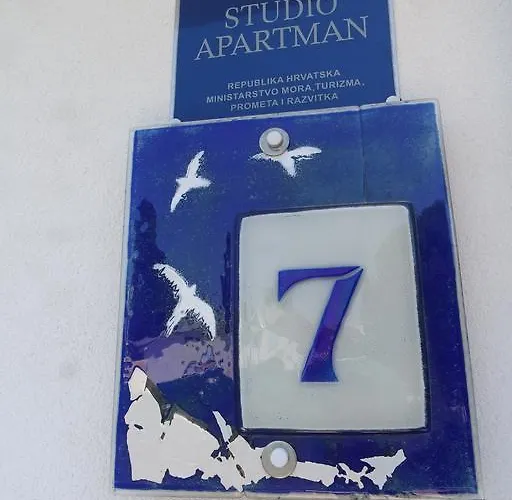 STUDIO
APARTMAN
REPUBLIKA HRVATSKA
MINISTARSTVO MORA,TURIZMA,
PROMETA I RAZVITKA
7